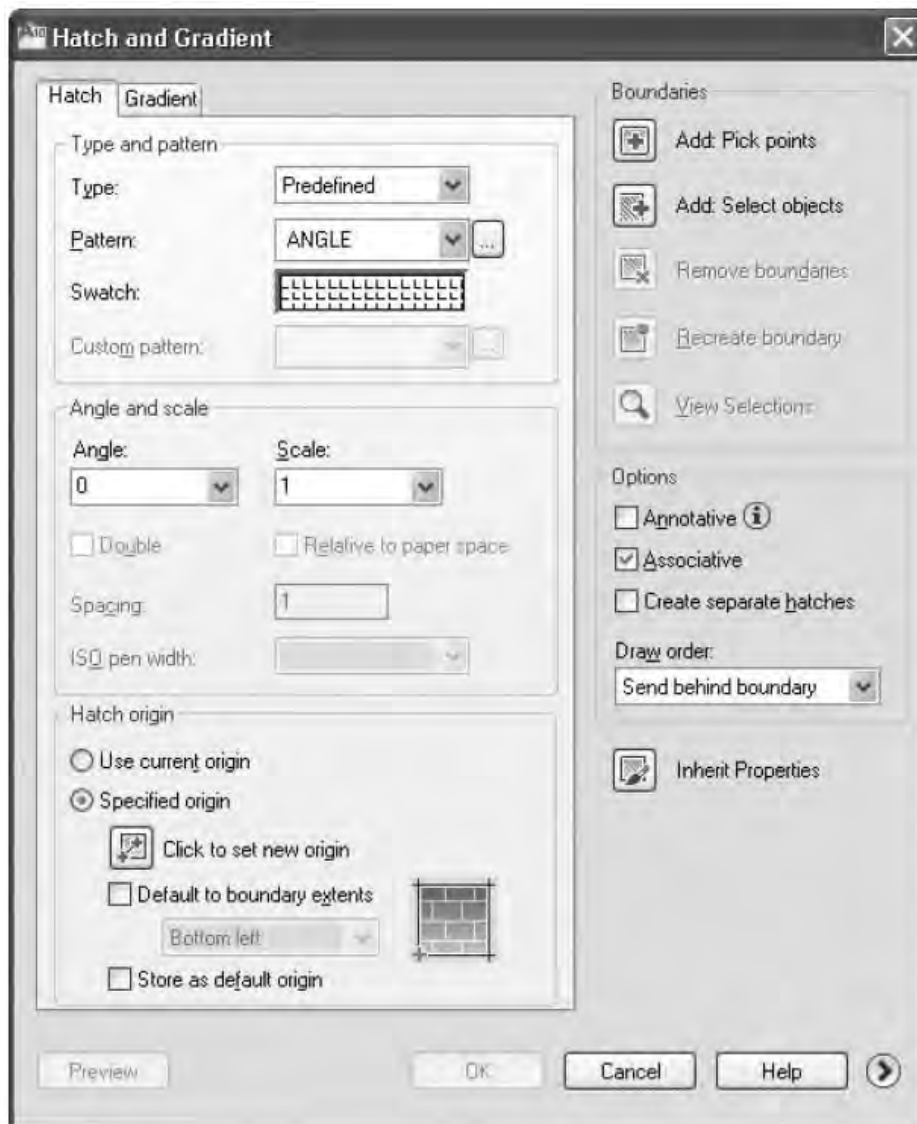 Hatch and Gradient
Hatch
Gradient
Type and pattern
Type:
Predefined
Pattern:
ANGLE
...
Swatch:
Custom pattern:
...
Angle and scale
Angle:
Scale:
0
1
Double
Relative to paper space
Spacing:
1
ISO pen width:
Hatch origin
Use current origin
Specified origin
Click to set new origin
Default to boundary extents
Bottom left
Store as default origin
Boundaries
Add: Pick points
Add: Select objects
Remove boundaries
Recreate boundary
View Selections
Options
Annotative
Associative
Create separate hatches
Draw order:
Send behind boundary
Inherit Properties
Preview
OK
Cancel
Help